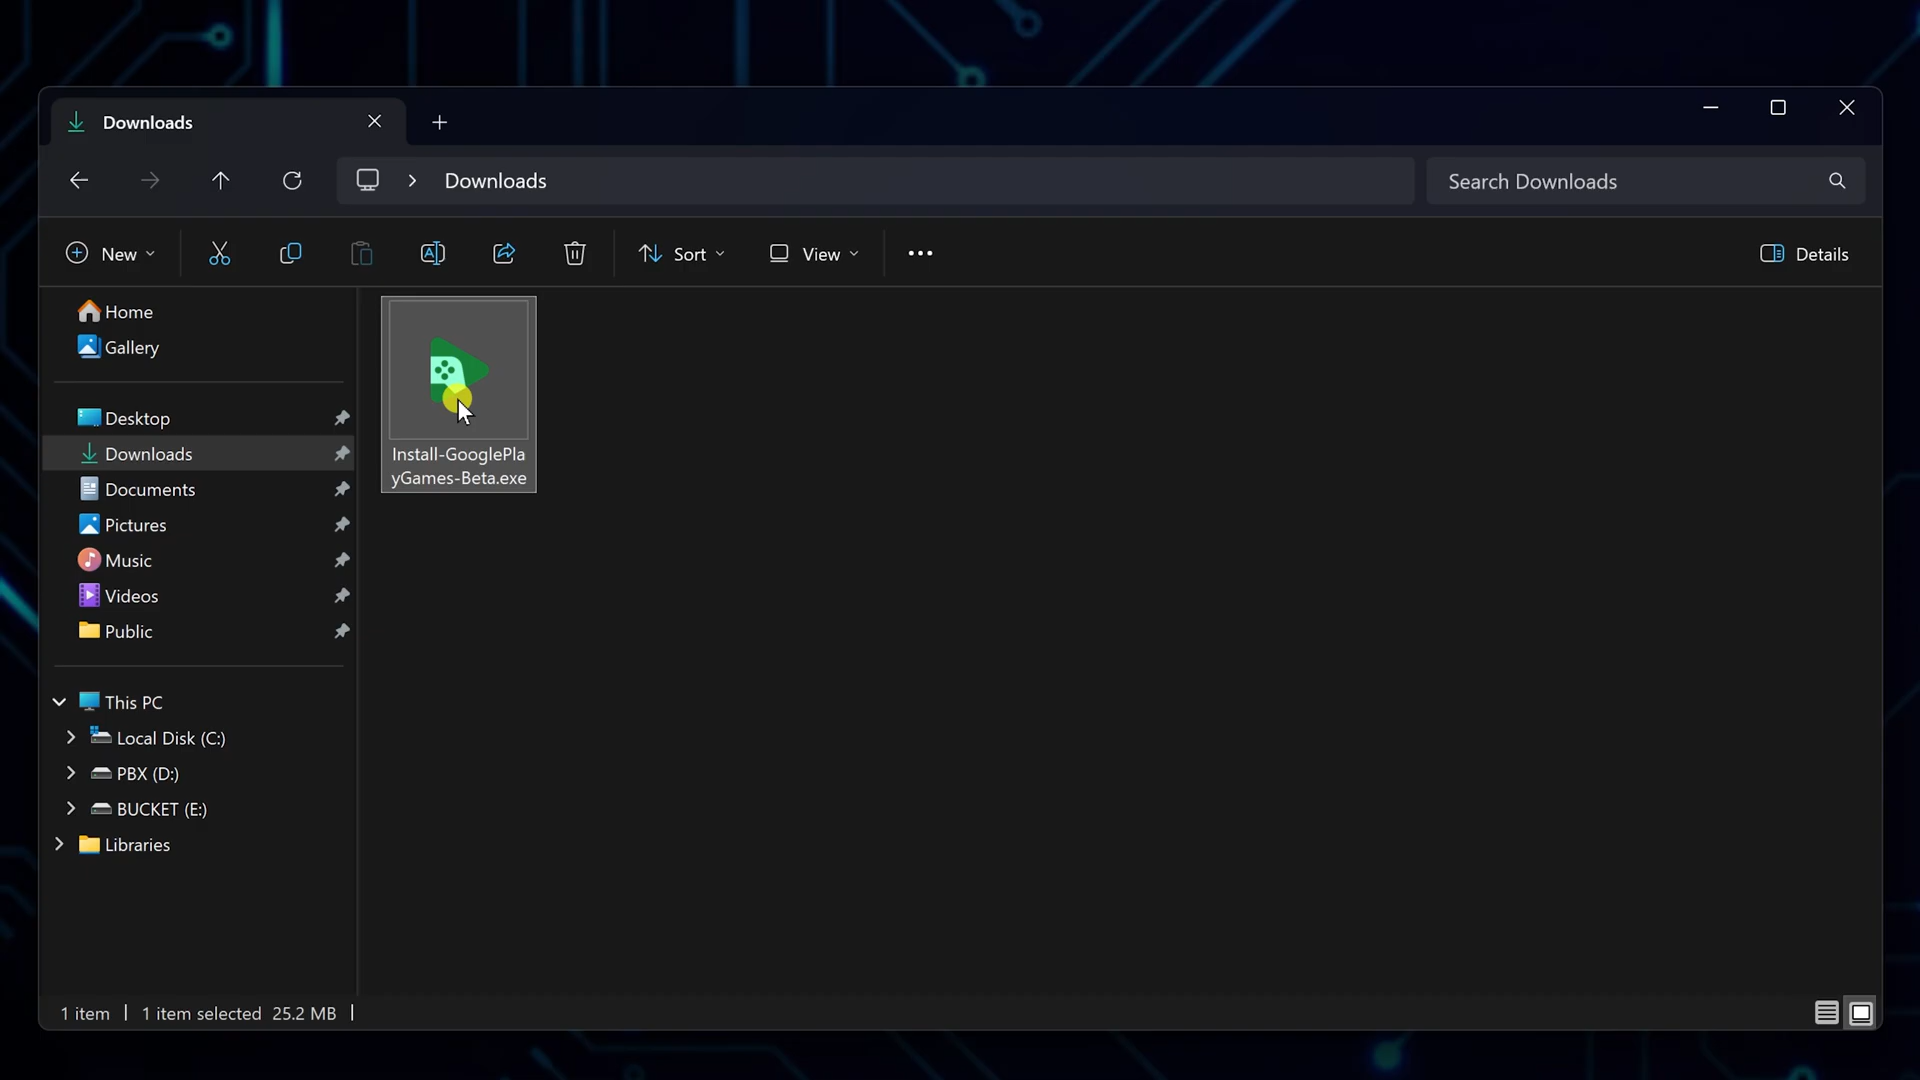 Downloads
Downloads
Search Downloads
New
Sort
View
Details
Home
Gallery
Desktop
Downloads
Documents
Pictures
Music
Videos
Public
This PC
Local Disk (C:)
PBX (D:)
BUCKET (E:)
Libraries
Install-GooglePla
yGames-Beta.exe
1 item
1 item selected 25.2 MB